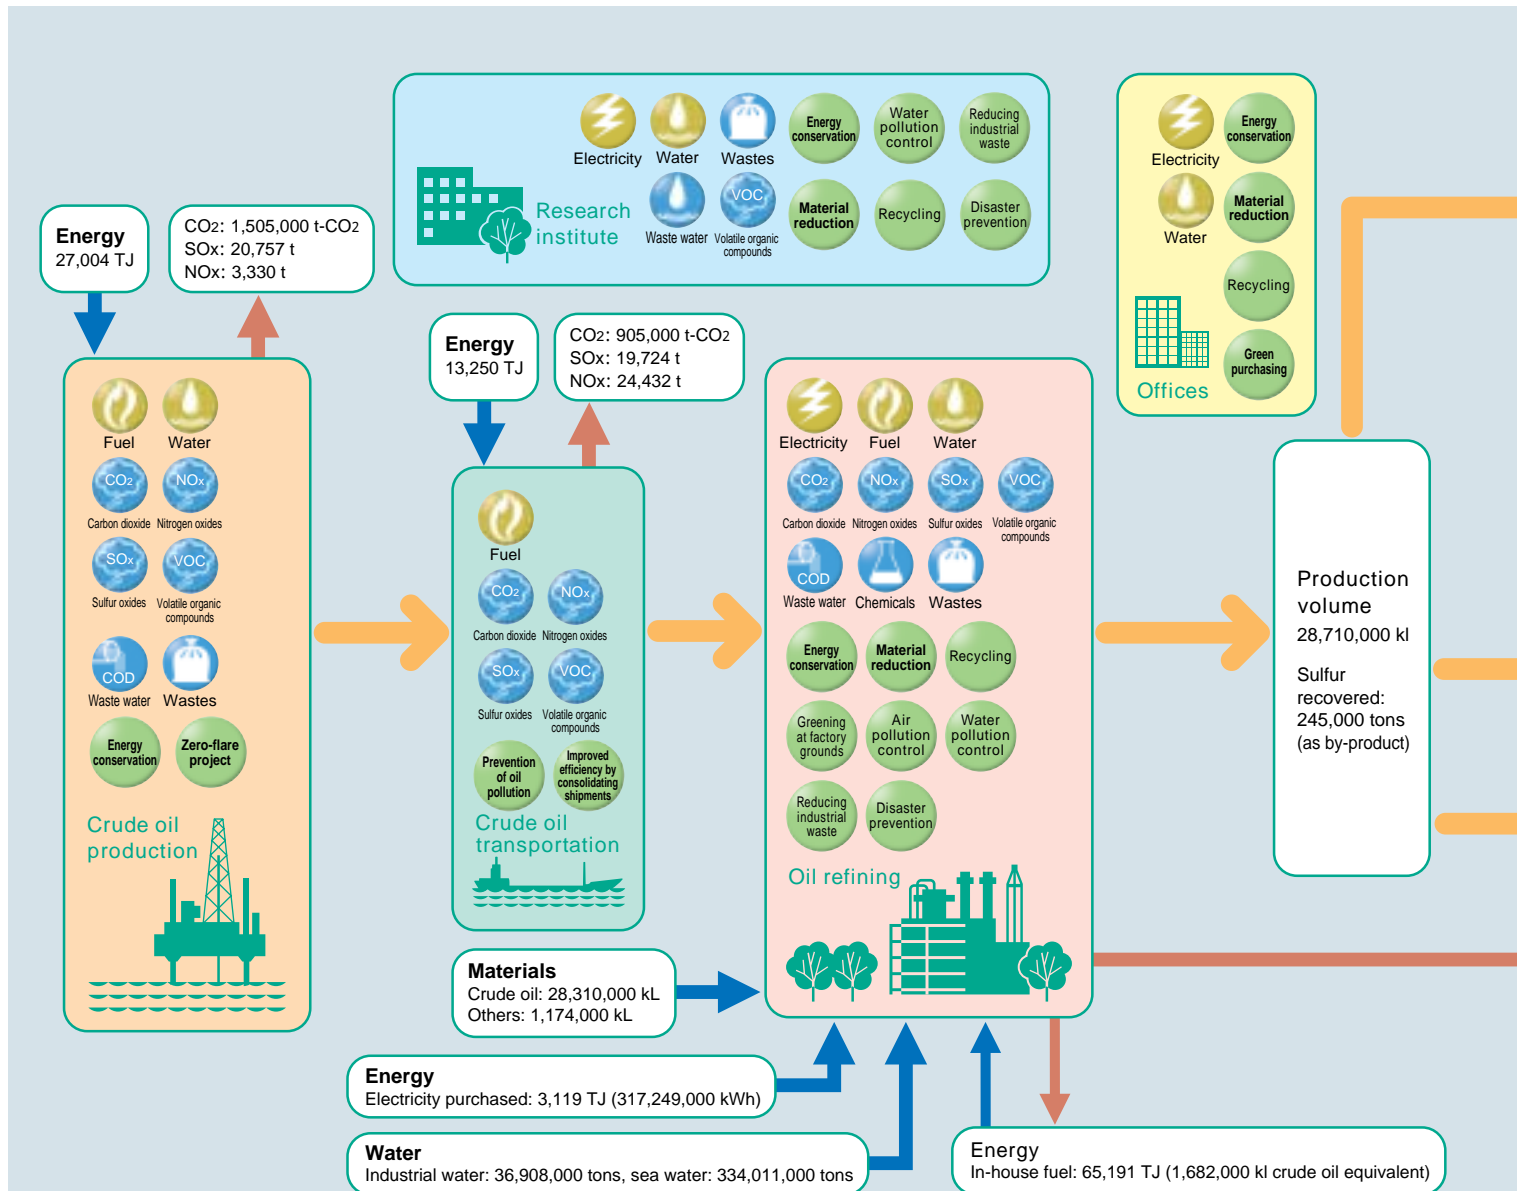 Electricity
Water
Wastes
Energy
conservation
Water
pollution
control
Reducing
industrial
waste
Research
institute
Waste water
VOC
Volatile organic
compounds
Material
reduction
Recycling
Disaster
prevention
Electricity
Energy
conservation
Water
Material
reduction
Recycling
Green
purchasing
Offices
Energy
27,004 TJ
CO2: 1,505,000 t-CO2
SOx: 20,757 t
NOx: 3,330 t
Energy
13,250 TJ
CO2: 905,000 t-CO2
SOx: 19,724 t
NOx: 24,432 t
Fuel
Water
CO2
NOx
Carbon dioxide
Nitrogen oxides
SOx
VOC
Sulfur oxides
Volatile organic
compounds
COD
Waste water
Wastes
Energy
conservation
Zero-flare
project
Crude oil
production
Fuel
CO2
NOx
Carbon dioxide
Nitrogen oxides
SOx
VOC
Sulfur oxides
Volatile organic
compounds
Prevention
of oil
pollution
Improved
efficiency by
consolidating
shipments
Crude oil
transportation
Electricity
Fuel
Water
CO2
NOx
SOx
VOC
Carbon dioxide
Nitrogen oxides
Sulfur oxides
Volatile organic
compounds
COD
Waste water
Chemicals
Wastes
Energy
conservation
Material
reduction
Recycling
Greening
at factory
grounds
Air
pollution
control
Water
pollution
control
Reducing
industrial
waste
Disaster
prevention
Oil refining
Production
volume
28,710,000 kl
Sulfur
recovered:
245,000 tons
(as by-product)
Materials
Crude oil: 28,310,000 kL
Others: 1,174,000 kL
Energy
Electricity purchased: 3,119 TJ (317,249,000 kWh)
Water
Industrial water: 36,908,000 tons, sea water: 334,011,000 tons
Energy
In-house fuel: 65,191 TJ (1,682,000 kl crude oil equivalent)